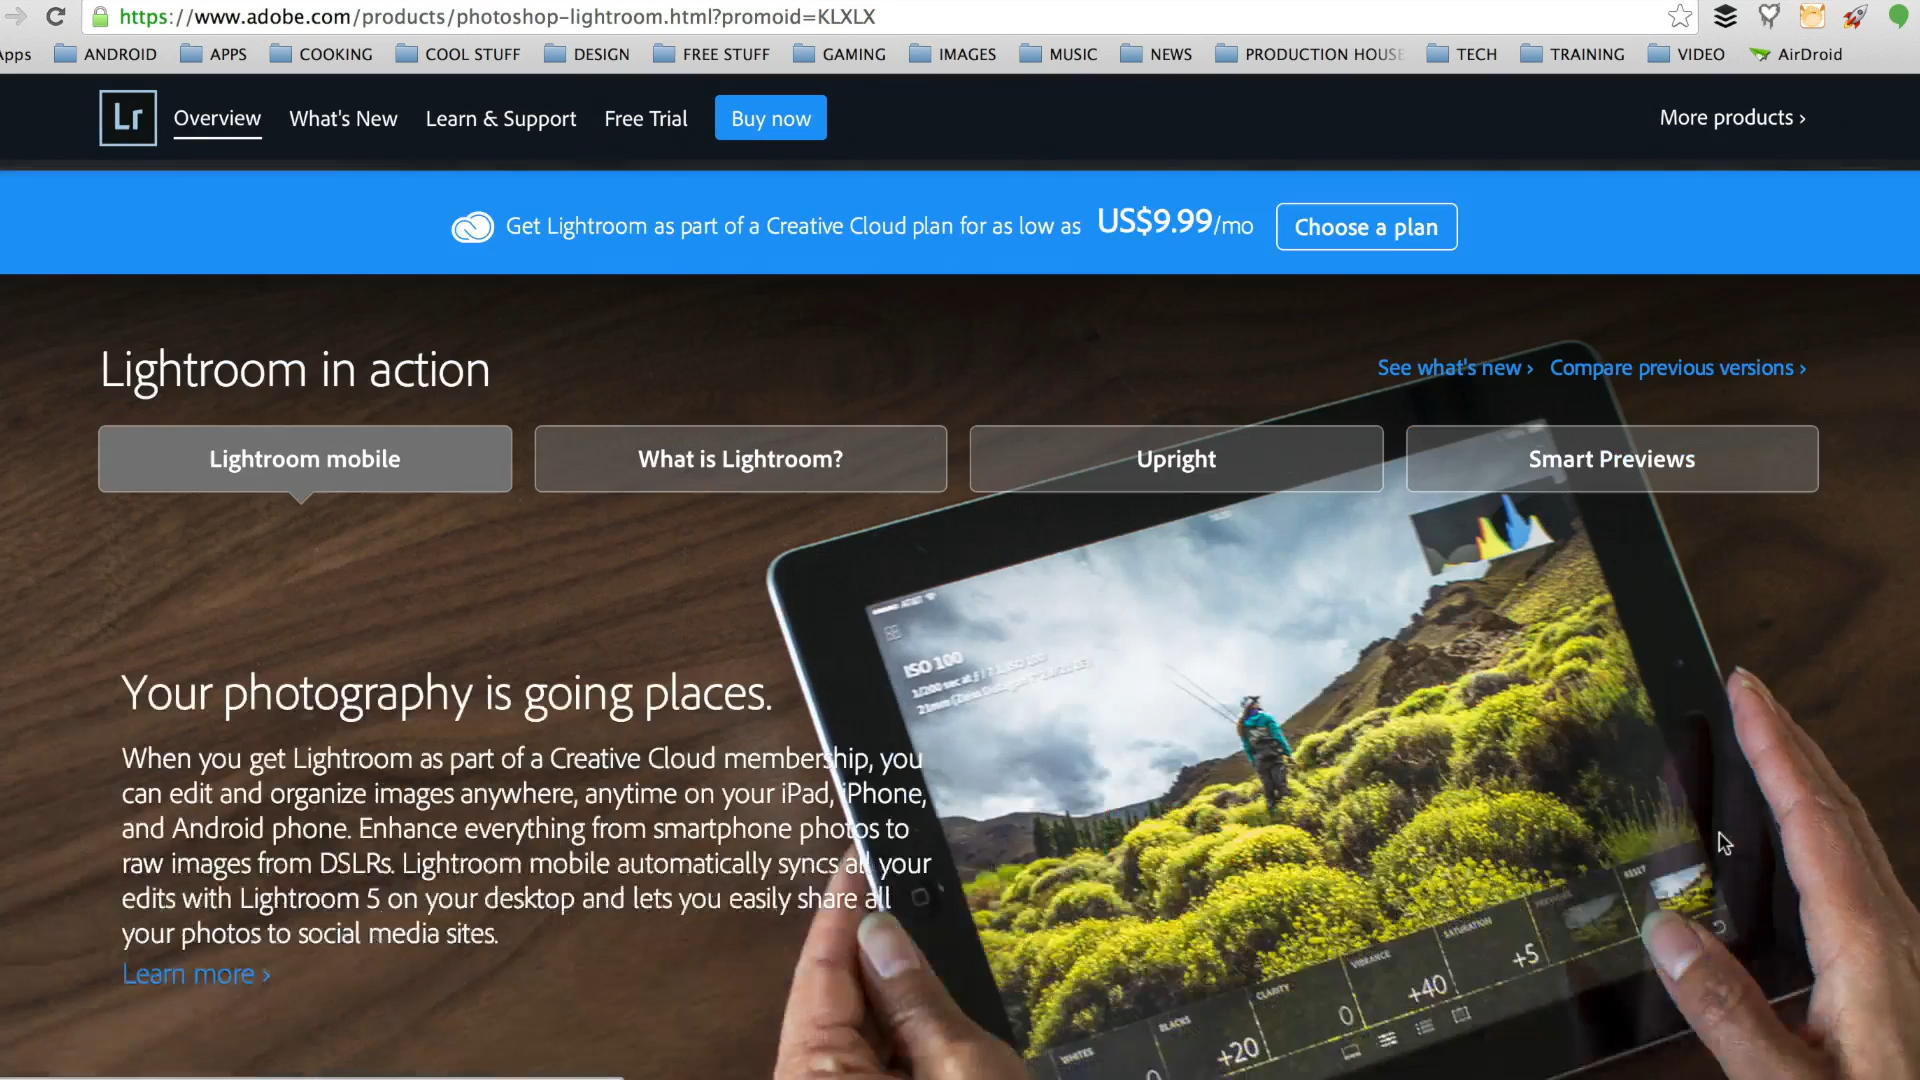 https://www.adobe.com/products/photoshop-lightroom.html?promoid=KLXLX
Apps ANDROID APPS COOKING COOL STUFF DESIGN FREE STUFF GAMING IMAGES MUSIC NEWS PRODUCTION HOUSE TECH TRAINING VIDEO AirDroid
Lr Overview What's New Learn & Support Free Trial Buy now More products ›
Get Lightroom as part of a Creative Cloud plan for as low as US$9.99/mo Choose a plan
Lightroom in action
See what's new › Compare previous versions ›
Lightroom mobile What is Lightroom? Upright Smart Previews
ISO 100
Your photography is going places.
When you get Lightroom as part of a Creative Cloud membership, you
can edit and organize images anywhere, anytime on your iPad, iPhone,
and Android phone. Enhance everything from smartphone photos to
raw images from DSLRs. Lightroom mobile automatically syncs all your
edits with Lightroom 5 on your desktop and lets you easily share all
your photos to social media sites.
Learn more ›
WHITES 0
BLACKS +20
CLARITY 0
VIBRANCE +40
SATURATION +5
RESET